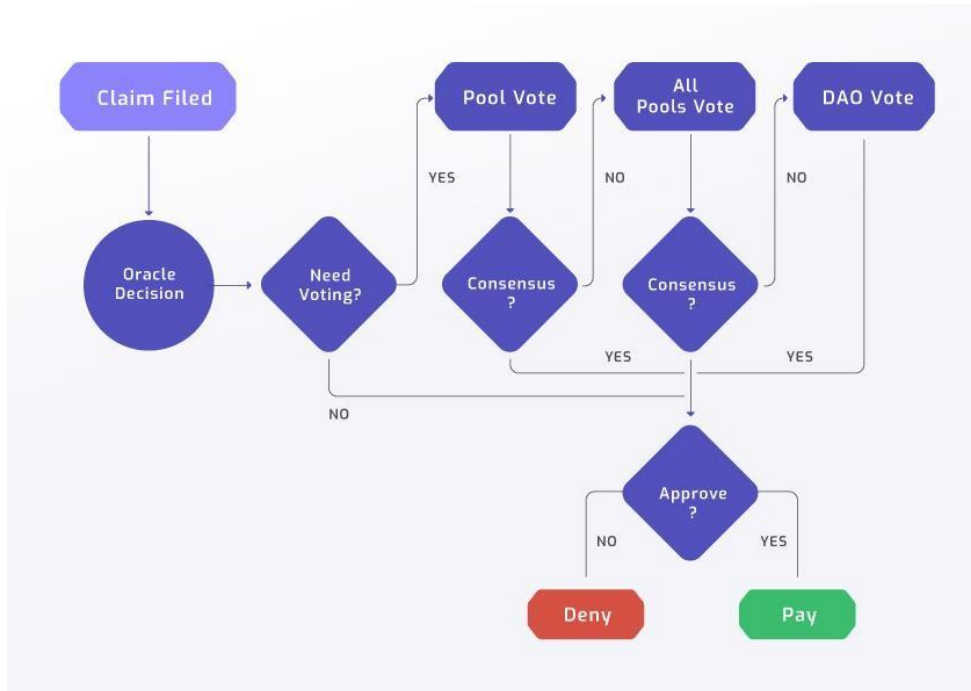 Claim Filed
Pool Vote
All
Pools Vote
DAO Vote
YES
NO
NO
Oracle
Decision
Need
Voting?
Consensus
?
Consensus
?
YES
YES
NO
Approve
?
NO
YES
Deny
Pay